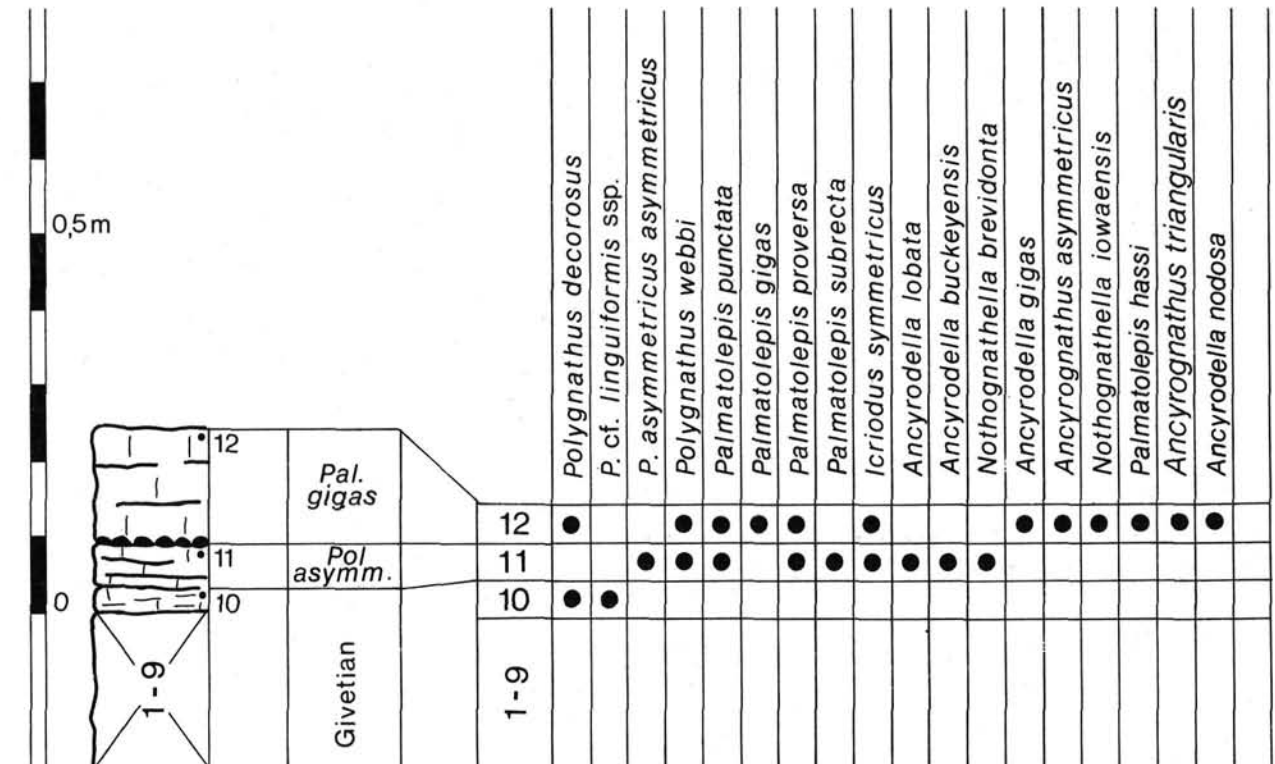 0,5m
0
12
11
10
1-9
Pal.
gigas
Pol
asymm.
Givetian
12
11
10
1-9
Polygnathus decorosus
P. cf. linguiformis ssp.
P. asymmetricus asymmetricus
Polygnathus webbi
Palmatolepis punctata
Palmatolepis gigas
Palmatolepis proversa
Palmatolepis subrecta
Icriodus symmetricus
Ancyrodella lobata
Ancyrodella buckeyensis
Nothognathella brevidonta
Ancyrodella gigas
Ancyrognathus asymmetricus
Nothognathella iowaensis
Palmatolepis hassi
Ancyrognathus triangularis
Ancyrodella nodosa